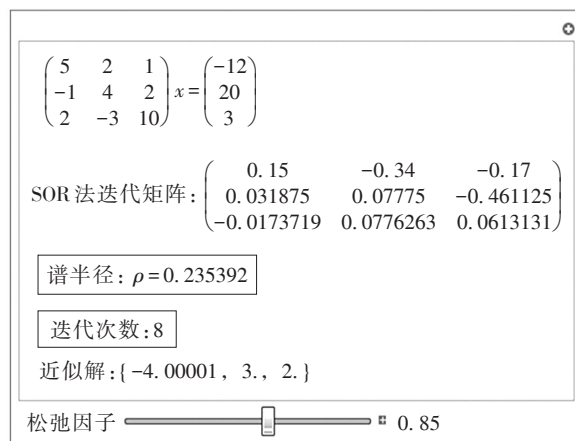 5 2 1 -12
-1 4 2 x = 20
2 -3 10 3
0.15 -0.34 -0.17
SOR法迭代矩阵: 0.031875 0.07775 -0.461125
-0.0173719 0.0776263 0.0613131
谱半径: ρ=0.235392
迭代次数:8
近似解:{-4.00001, 3., 2.}
松弛因子 0.85